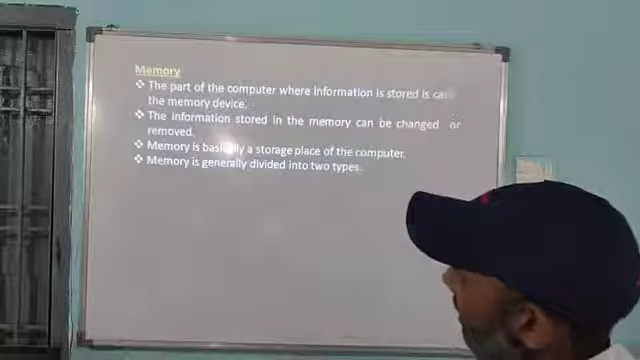 Memory
❖ The part of the computer where information is stored is
the memory device.
❖ The information stored in the memory can be changed or
removed.
❖ Memory is basically a storage place of the computer.
❖ Memory is generally divided into two types.